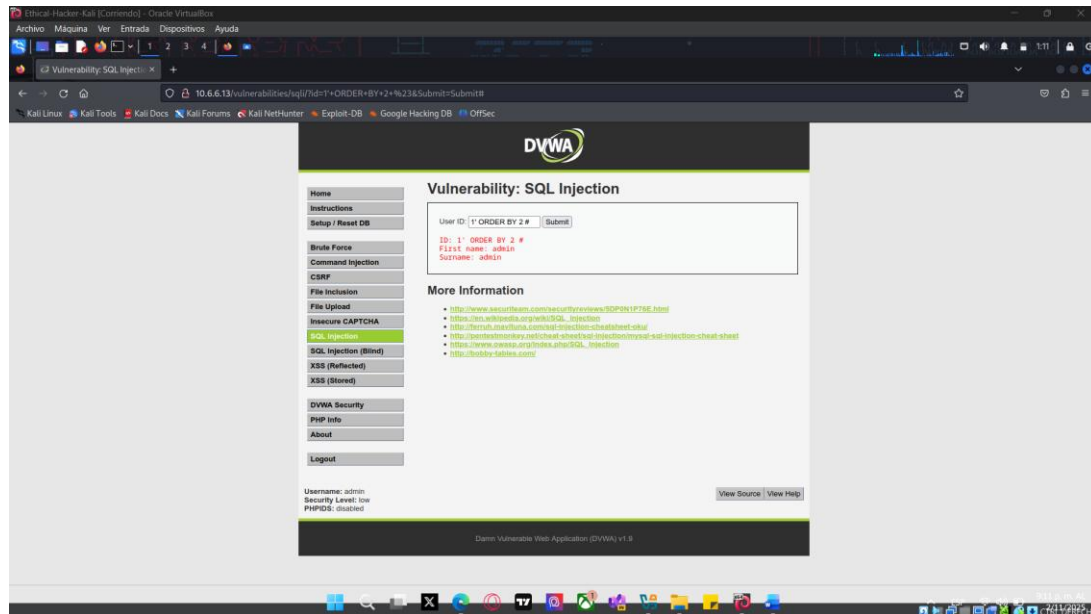 Ethical-Hacker-Kali [Corriendo] - Oracle VirtualBox
Archivo Máquina Ver Entrada Dispositivos Ayuda
1 2 3 4
1:11
Vulnerability: SQL Injecti
10.6.6.13/vulnerabilities/sqli/?id=1'+ORDER+BY+2+%23&Submit=Submit#
Kali Linux Kali Tools Kali Docs Kali Forums Kali NetHunter Exploit-DB Google Hacking DB OffSec
DVWA
Home
Instructions
Setup / Reset DB
Brute Force
Command Injection
CSRF
File Inclusion
File Upload
Insecure CAPTCHA
SQL Injection
SQL Injection (Blind)
XSS (Reflected)
XSS (Stored)
DVWA Security
PHP Info
About
Logout
Vulnerability: SQL Injection
User ID: 1' ORDER BY 2 # Submit
ID: 1' ORDER BY 2 #
First name: admin
Surname: admin
More Information
http://www.securiteam.com/securityreviews/5DP0N1P76E.html
https://en.wikipedia.org/wiki/SQL_injection
http://ferruh.mavituna.com/sql-injection-cheatsheet-oku/
http://pentestmonkey.net/cheat-sheet/sql-injection/mysql-sql-injection-cheat-sheet
https://www.owasp.org/index.php/SQL_Injection
http://bobby-tables.com/
Username: admin
Security Level: low
PHPIDS: disabled
View Source View Help
Damn Vulnerable Web Application (DVWA) v1.9